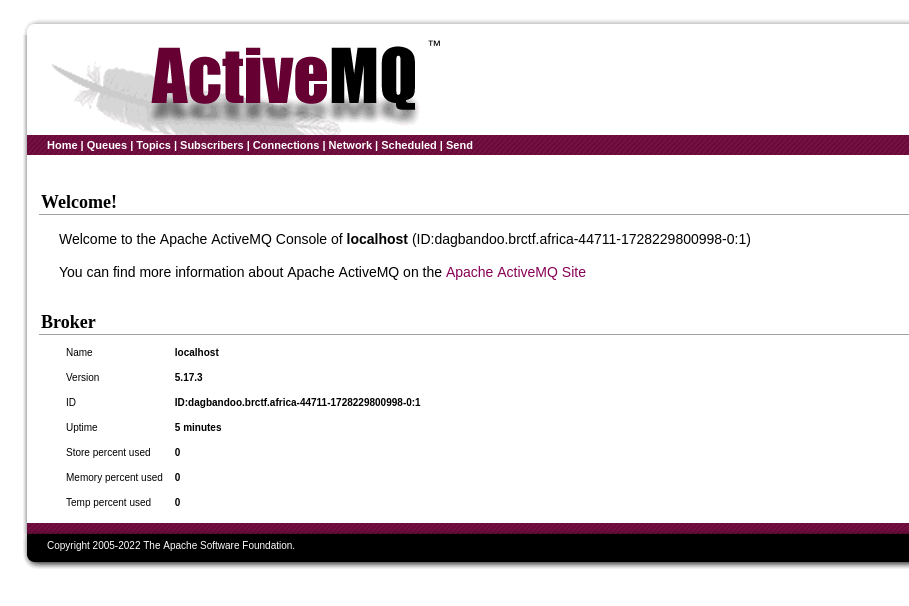 ActiveMQ ™
Home | Queues | Topics | Subscribers | Connections | Network | Scheduled | Send
Welcome!
Welcome to the Apache ActiveMQ Console of localhost (ID:dagbandoo.brctf.africa-44711-1728229800998-0:1)
You can find more information about Apache ActiveMQ on the Apache ActiveMQ Site
Broker
Name localhost
Version 5.17.3
ID ID:dagbandoo.brctf.africa-44711-1728229800998-0:1
Uptime 5 minutes
Store percent used 0
Memory percent used 0
Temp percent used 0
Copyright 2005-2022 The Apache Software Foundation.